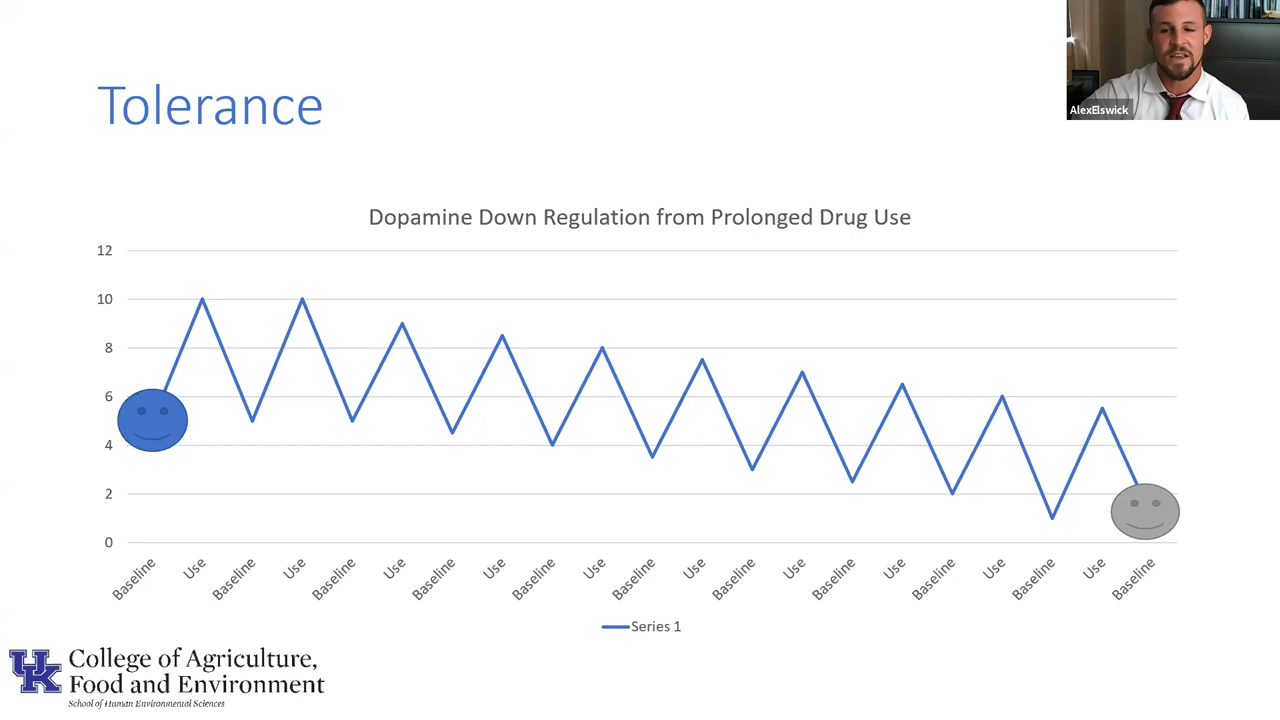 AlexElswick
Tolerance
Dopamine Down Regulation from Prolonged Drug Use
12
10
8
6
4
2
0
Baseline
Use
Baseline
Use
Baseline
Use
Baseline
Use
Baseline
Use
Baseline
Use
Baseline
Use
Baseline
Use
Baseline
Use
Baseline
Use
Baseline
Series 1
UK
College of Agriculture,
Food and Environment
School of Human Environmental Sciences